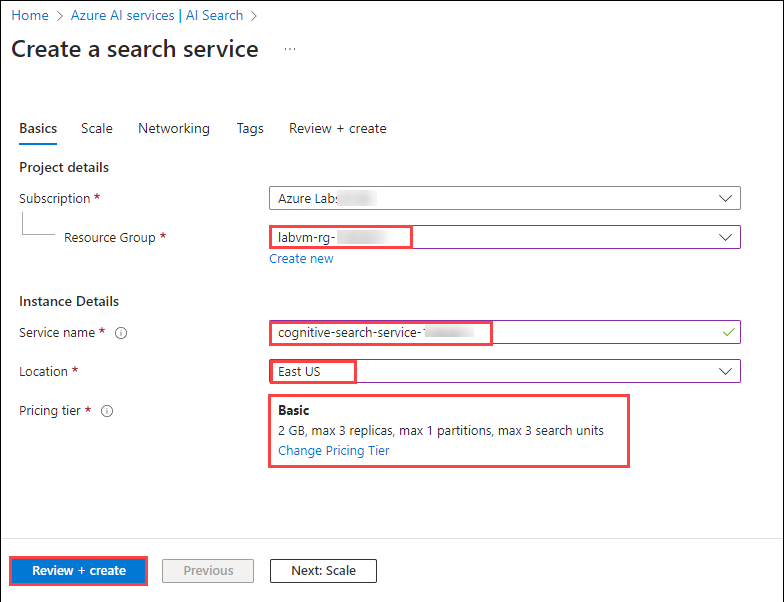 Home > Azure AI services | AI Search >
Create a search service ...
Basics Scale Networking Tags Review + create
Project details
Subscription * Azure Labs
Resource Group * labvm-rg-
Create new
Instance Details
Service name * cognitive-search-service-
Location * East US
Pricing tier * Basic
2 GB, max 3 replicas, max 1 partitions, max 3 search units
Change Pricing Tier
Review + create Previous Next: Scale